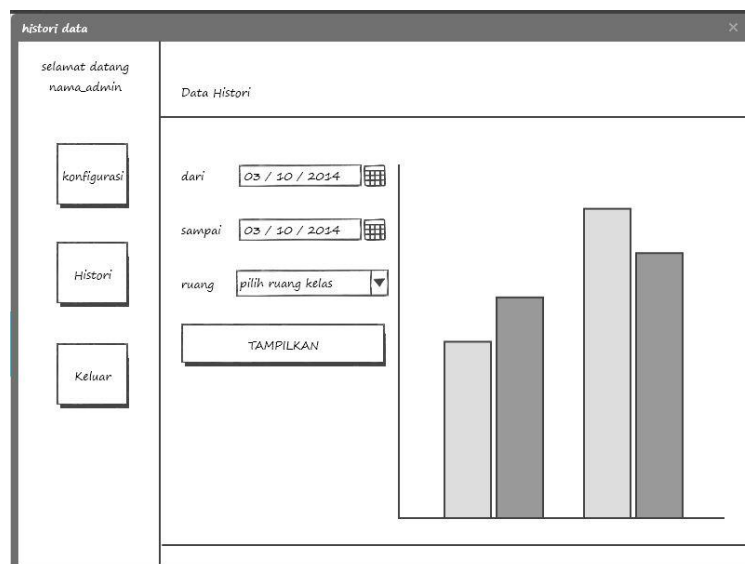 histori data
selamat datang
nama_admin
Data Histori
konfigurasi
Histori
Keluar
dari 03 / 10 / 2014
sampai 03 / 10 / 2014
ruang pilih ruang kelas
TAMPILKAN